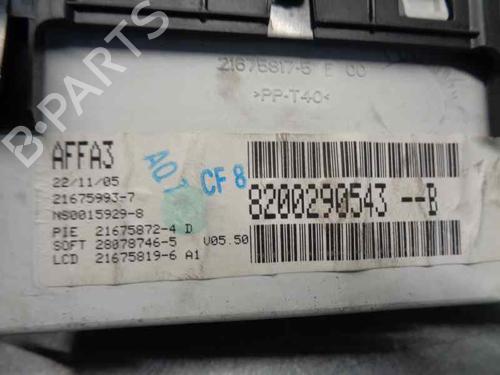 21675817-5 E 00
>PP-T40<
AFFA3
22/11/05
21675993-7
NS0015929-8
PIE 21675872-4 D
SOFT 28078746-5 V05.50
LCD 21675819-6 A1
AQ1
CF 8
8200290543 --B
B-PARTS